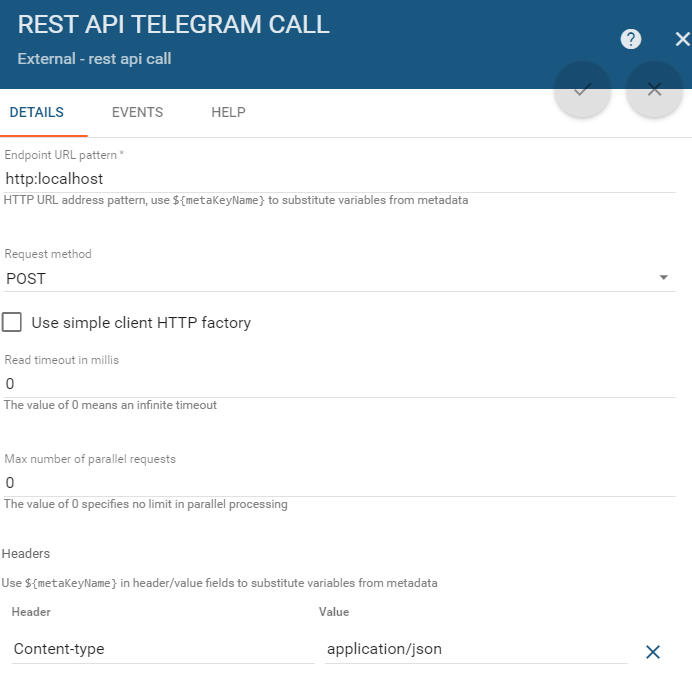 REST API TELEGRAM CALL
External - rest api call
?
DETAILS EVENTS HELP
Endpoint URL pattern *
http:localhost
HTTP URL address pattern, use ${metaKeyName} to substitute variables from metadata
Request method
POST
Use simple client HTTP factory
Read timeout in millis
0
The value of 0 means an infinite timeout
Max number of parallel requests
0
The value of 0 specifies no limit in parallel processing
Headers
Use ${metaKeyName} in header/value fields to substitute variables from metadata
Header Value
Content-type application/json